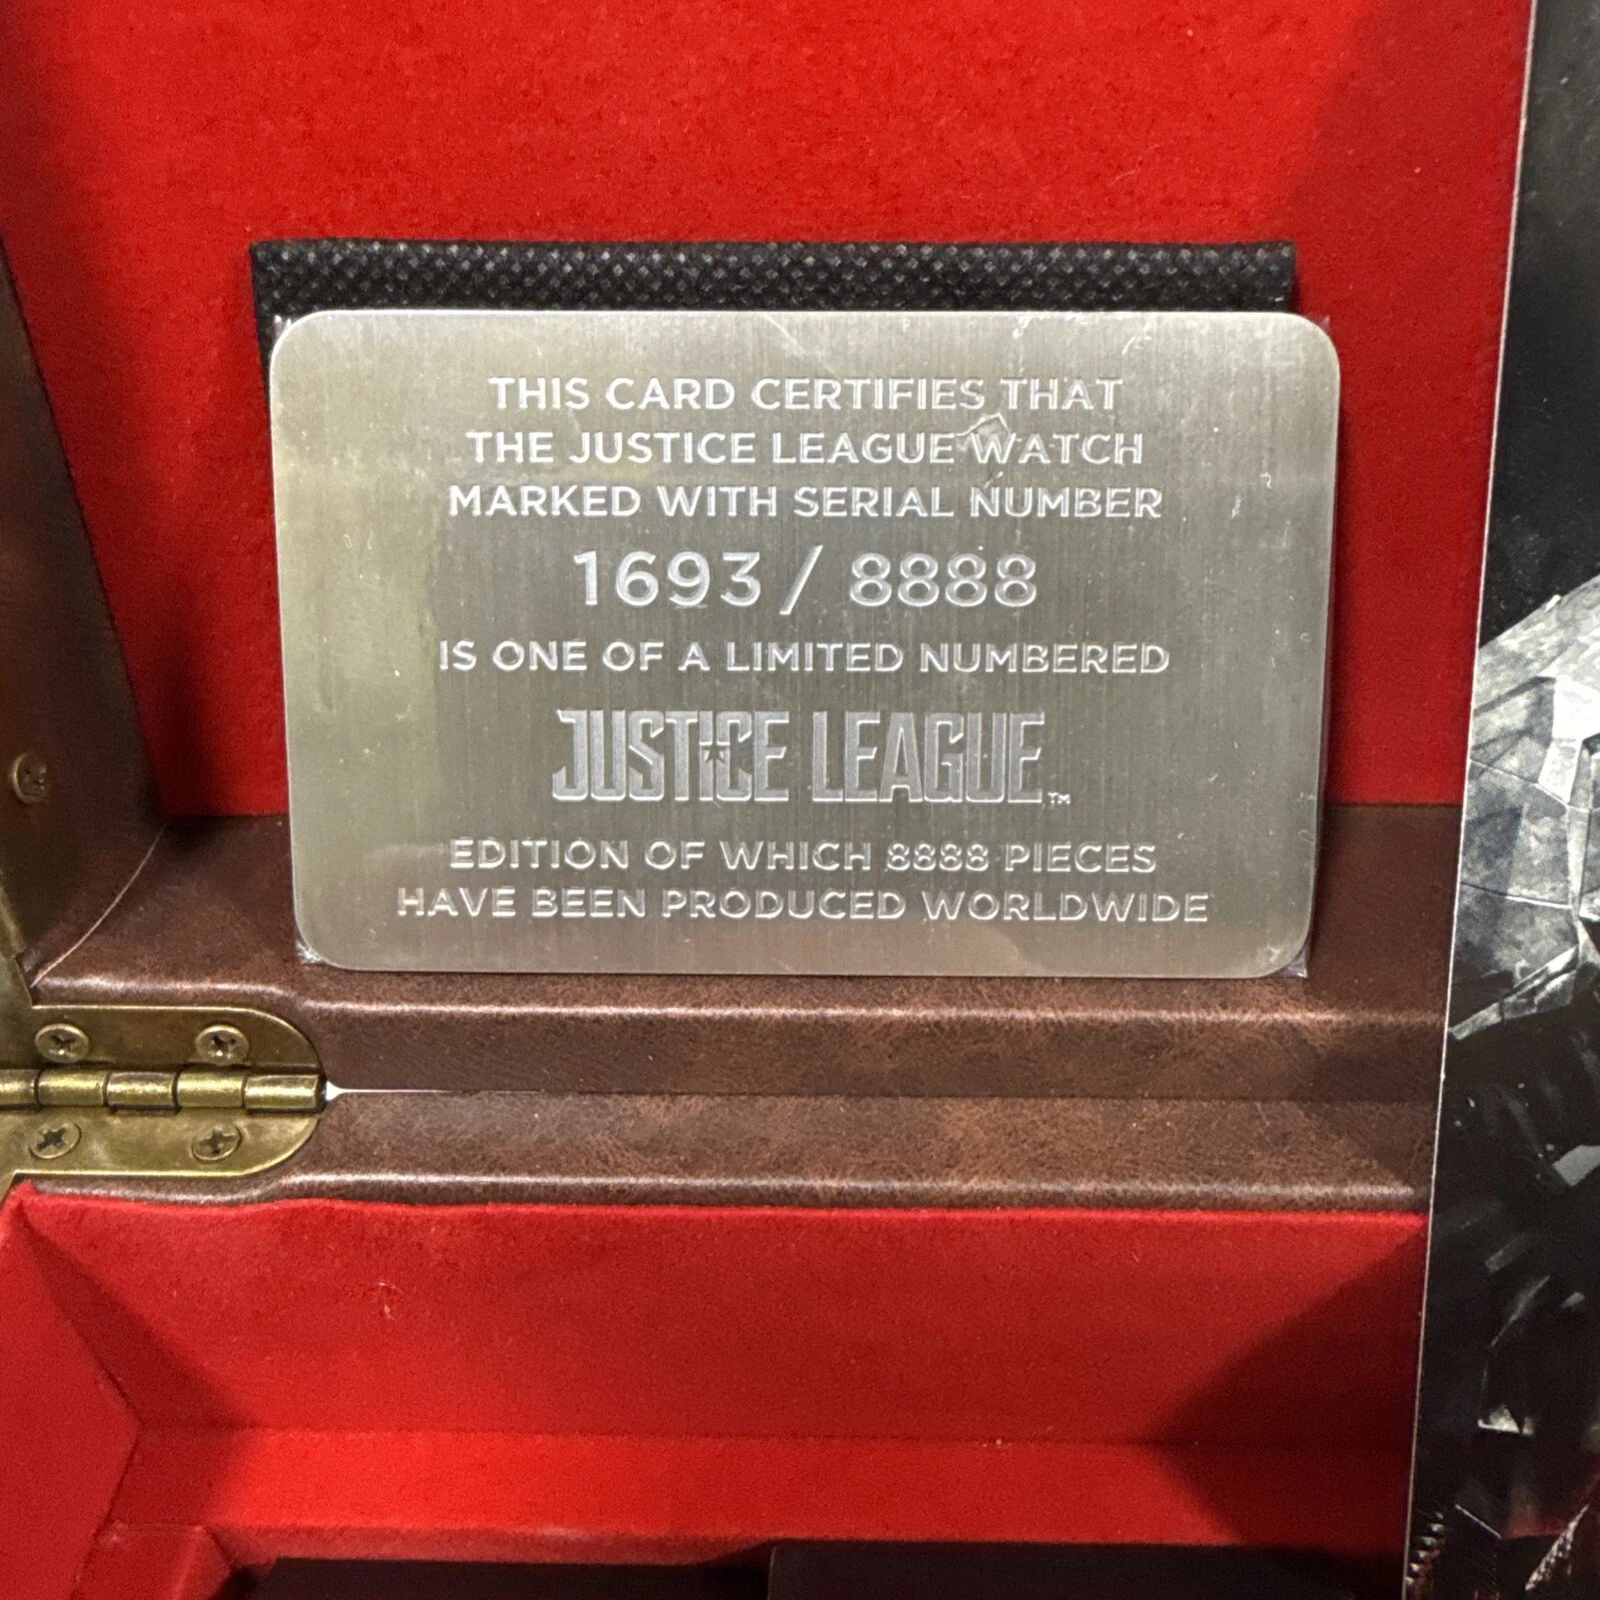 THIS CARD CERTIFIES THAT
THE JUSTICE LEAGUE WATCH
MARKED WITH SERIAL NUMBER
1693 / 8888
IS ONE OF A LIMITED NUMBERED
JUSTICE LEAGUE™
EDITION OF WHICH 8888 PIECES
HAVE BEEN PRODUCED WORLDWIDE